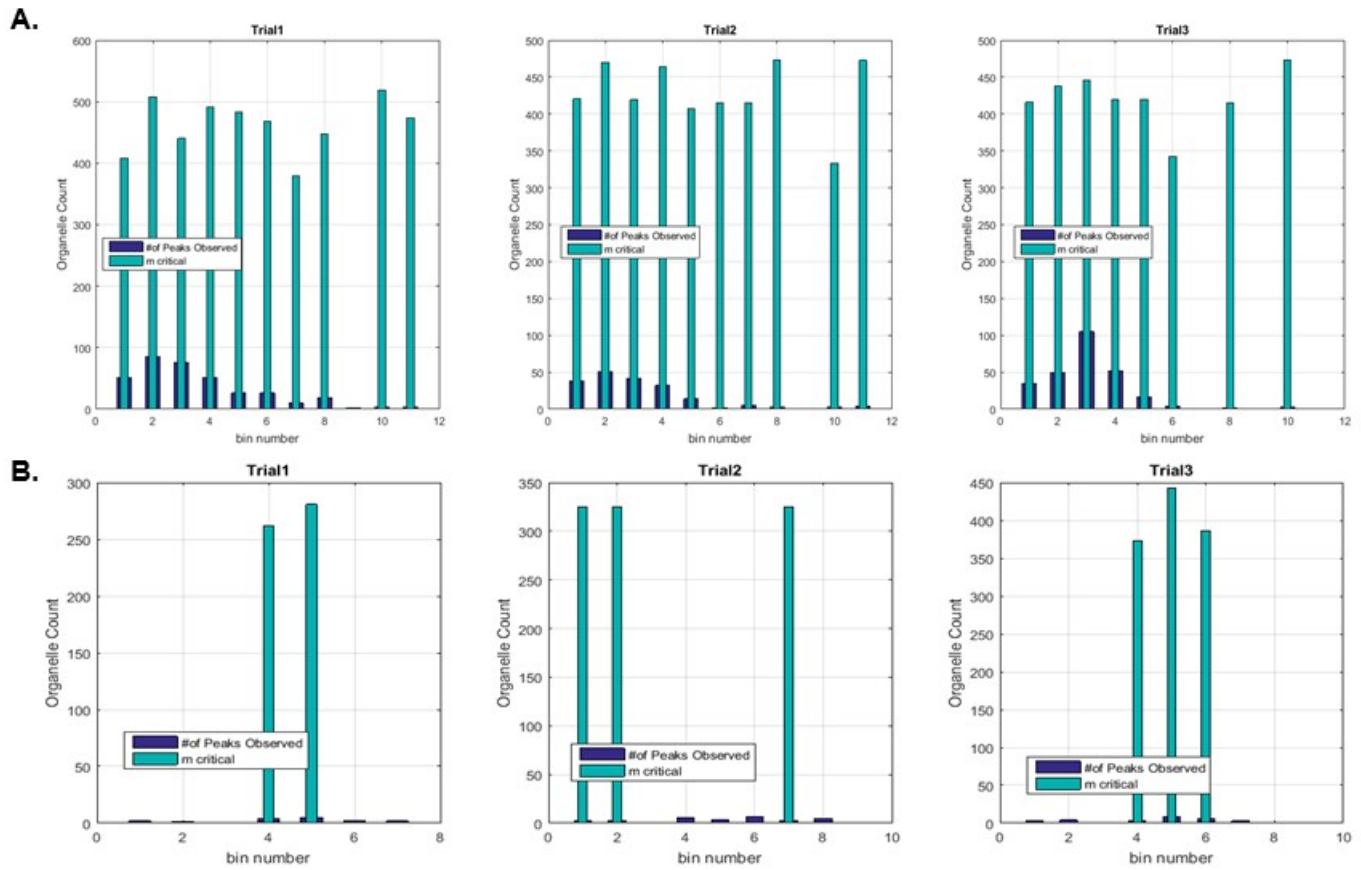 A.
Trial1
600
500
400
300
200
100
0
Organelle Count
#of Peaks Observed
m critical
0 2 4 6 8 10 12
bin number
Trial2
500
450
400
350
300
250
200
150
100
50
0
Organelle Count
#of Peaks Observed
m critical
0 2 4 6 8 10 12
bin number
Trial3
500
450
400
350
300
250
200
150
100
50
0
Organelle Count
#of Peaks Observed
m critical
0 2 4 6 8 10 12
bin number
B.
Trial1
300
250
200
150
100
50
0
Organelle Count
#of Peaks Observed
m critical
0 2 4 6 8
bin number
Trial2
350
300
250
200
150
100
50
0
Organelle Count
#of Peaks Observed
m critical
0 2 4 6 8 10
bin number
Trial3
450
400
350
300
250
200
150
100
50
0
Organelle Count
#of Peaks Observed
m critical
0 2 4 6 8 10
bin number